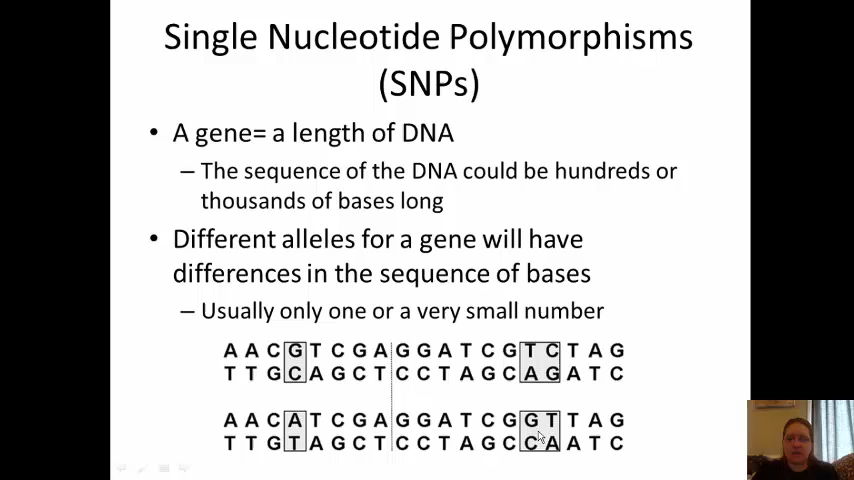 Single Nucleotide Polymorphisms
(SNPs)
• A gene= a length of DNA
– The sequence of the DNA could be hundreds or
thousands of bases long
• Different alleles for a gene will have
differences in the sequence of bases
– Usually only one or a very small number
A A C G T C G A G G A T C G T C T A G
T T G C A G C T C C T A G C A G A T C
A A C A T C G A G G A T C G G T T A G
T T G T A G C T C C T A G C C A A T C